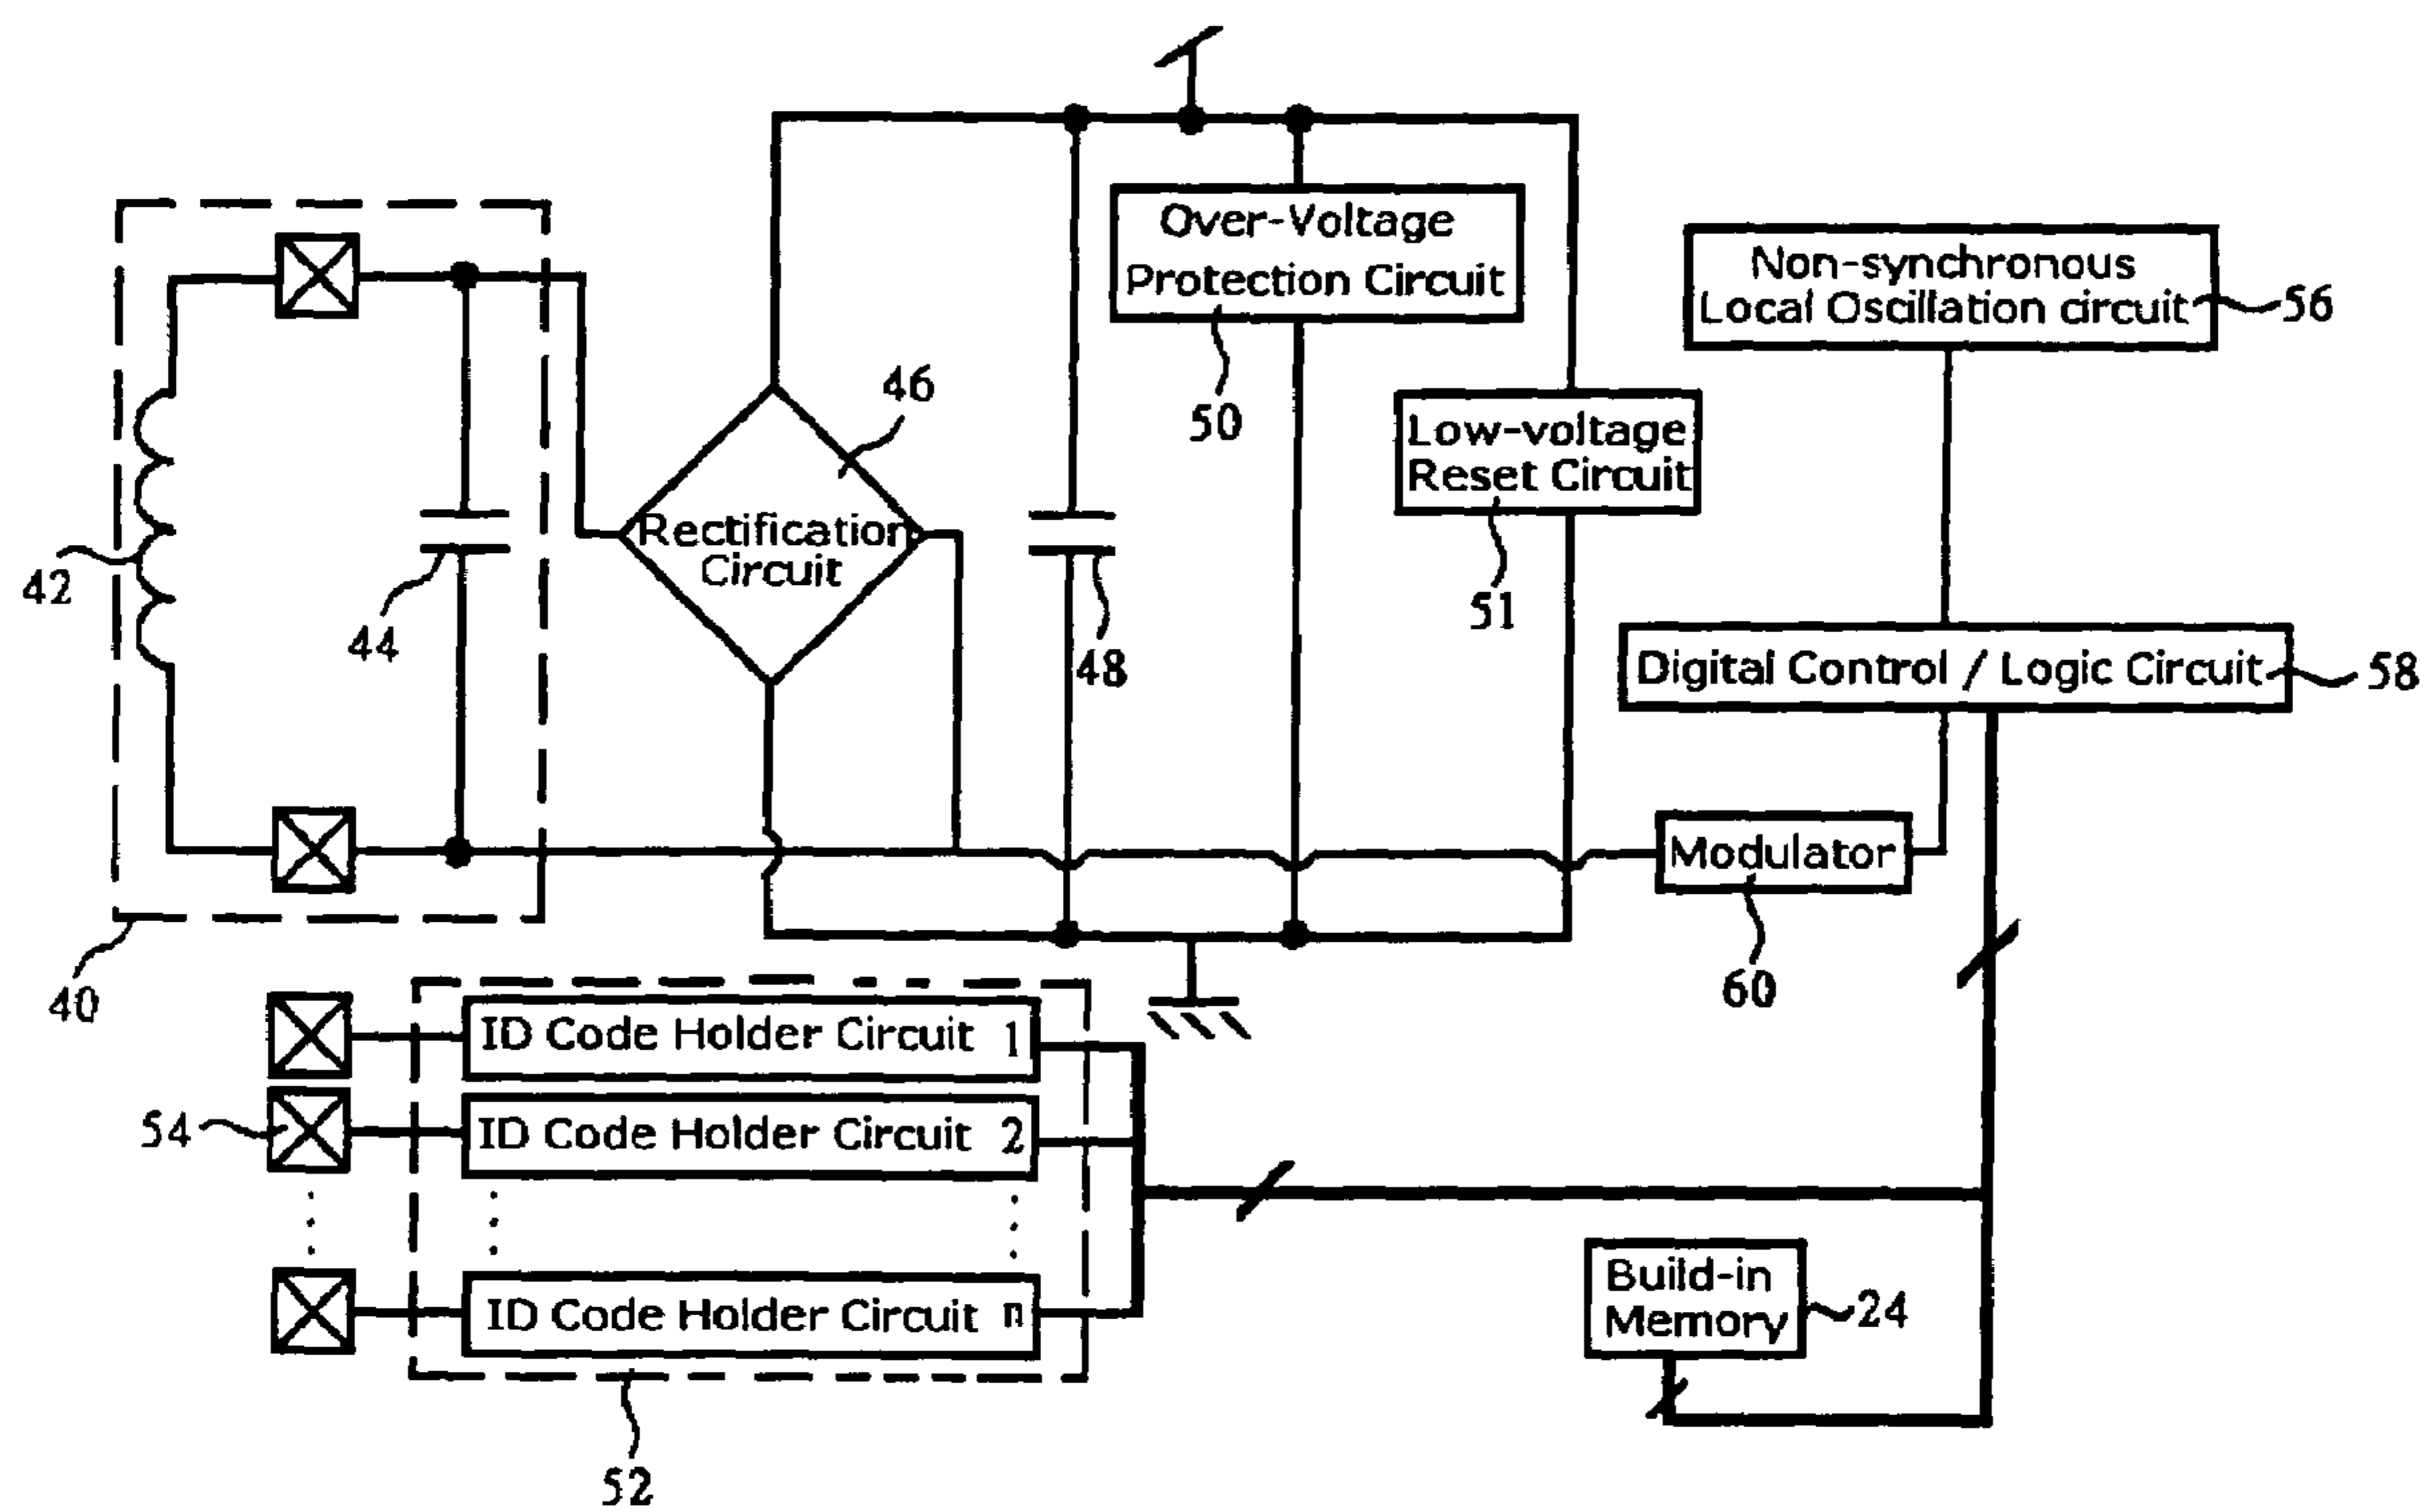 Over-Voltage
Protection Circuit
50
Non-synchronous
Local Oscillation circuit
56
46
Low-voltage
Reset Circuit
51
Rectification
Circuit
42
44
48
Digital Control / Logic Circuit
58
Modulator
60
40
ID Code Holder Circuit 1
54
ID Code Holder Circuit 2
ID Code Holder Circuit n
52
Build-in
Memory
24